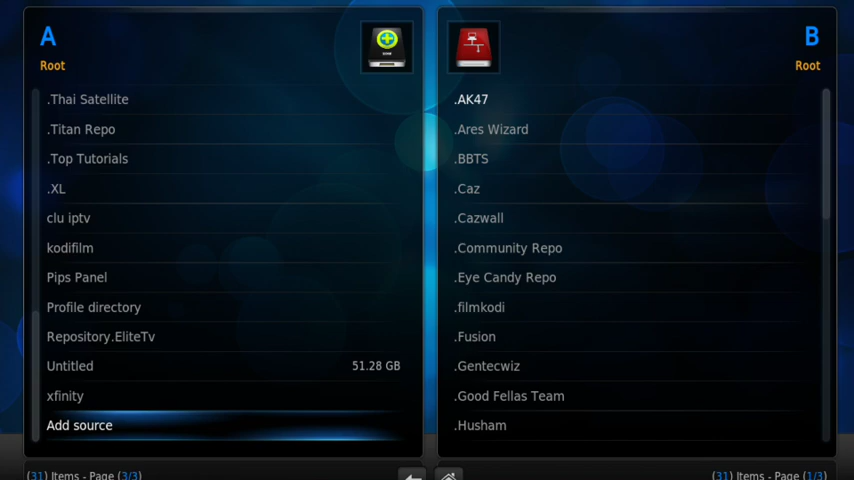 A
Root
.Thai Satellite
.Titan Repo
.Top Tutorials
.XL
clu iptv
kodifilm
Pips Panel
Profile directory
Repository.EliteTv
Untitled 51.28 GB
xfinity
Add source
(31) Items - Page (3/3)
B
Root
.AK47
.Ares Wizard
.BBTS
.Caz
.Cazwall
.Community Repo
.Eye Candy Repo
.filmkodi
.Fusion
.Gentecwiz
.Good Fellas Team
.Husham
(31) Items - Page (1/3)